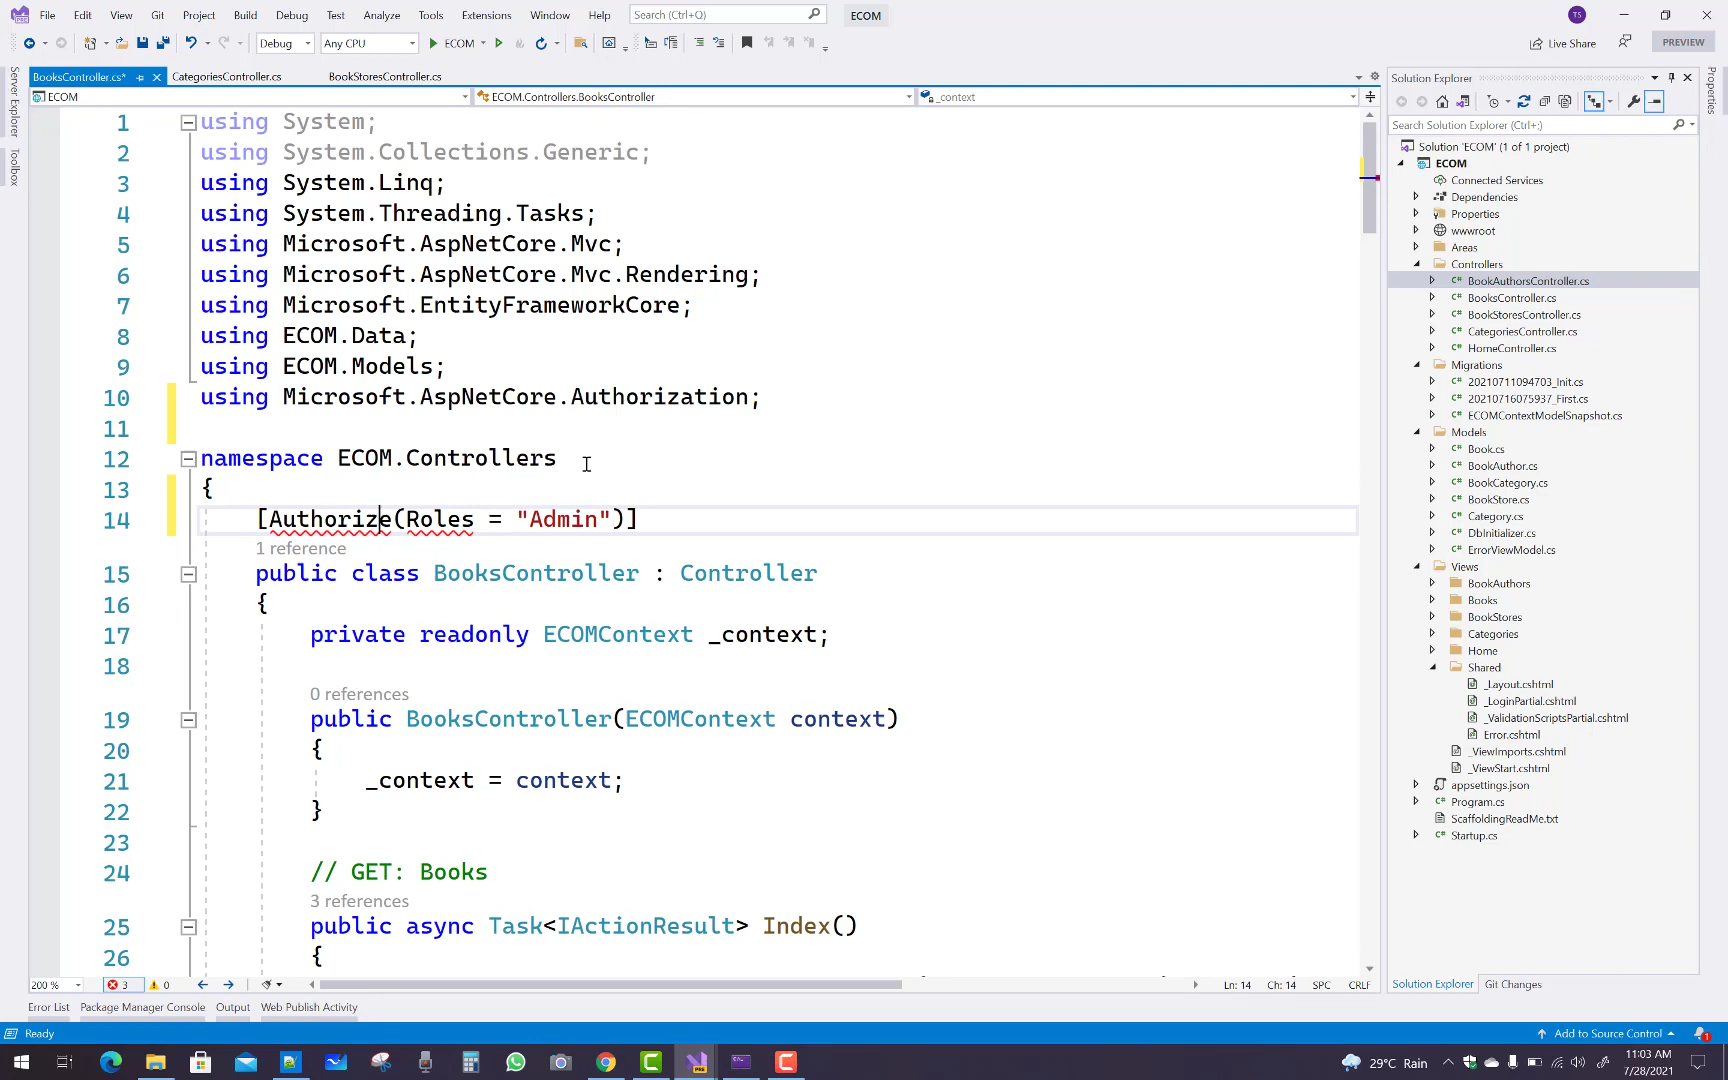 File Edit View Git Project Build Debug Test Analyze Tools Extensions Window Help Search (Ctrl+Q) ECOM TS
Debug Any CPU ECOM Live Share PREVIEW
BooksController.cs* CategoriesController.cs BookStoresController.cs
ECOM ECOM.Controllers.BooksController _context
Server Explorer
Toolbox
1 using System;
2 using System.Collections.Generic;
3 using System.Linq;
4 using System.Threading.Tasks;
5 using Microsoft.AspNetCore.Mvc;
6 using Microsoft.AspNetCore.Mvc.Rendering;
7 using Microsoft.EntityFrameworkCore;
8 using ECOM.Data;
9 using ECOM.Models;
10 using Microsoft.AspNetCore.Authorization;
11
12 namespace ECOM.Controllers
13 {
14 [Authorize(Roles = "Admin")]
1 reference
15 public class BooksController : Controller
16 {
17 private readonly ECOMContext _context;
18
0 references
19 public BooksController(ECOMContext context)
20 {
21 _context = context;
22 }
23
24 // GET: Books
3 references
25 public async Task<IActionResult> Index()
26 {
200 % 3 0 Ln: 14 Ch: 14 SPC CRLF
Error List Package Manager Console Output Web Publish Activity
Solution Explorer
Search Solution Explorer (Ctrl+;)
Solution 'ECOM' (1 of 1 project)
ECOM
Connected Services
Dependencies
Properties
wwwroot
Areas
Controllers
BookAuthorsController.cs
BooksController.cs
BookStoresController.cs
CategoriesController.cs
HomeController.cs
Migrations
20210711094703_Init.cs
20210716075937_First.cs
ECOMContextModelSnapshot.cs
Models
Book.cs
BookAuthor.cs
BookCategory.cs
BookStore.cs
Category.cs
DbInitializer.cs
ErrorViewModel.cs
Views
BookAuthors
Books
BookStores
Categories
Home
Shared
_Layout.cshtml
_LoginPartial.cshtml
_ValidationScriptsPartial.cshtml
Error.cshtml
_ViewImports.cshtml
_ViewStart.cshtml
appsettings.json
Program.cs
ScaffoldingReadMe.txt
Startup.cs
Solution Explorer Git Changes
Properties
Ready Add to Source Control 1
29°C Rain 11:03 AM
7/28/2021